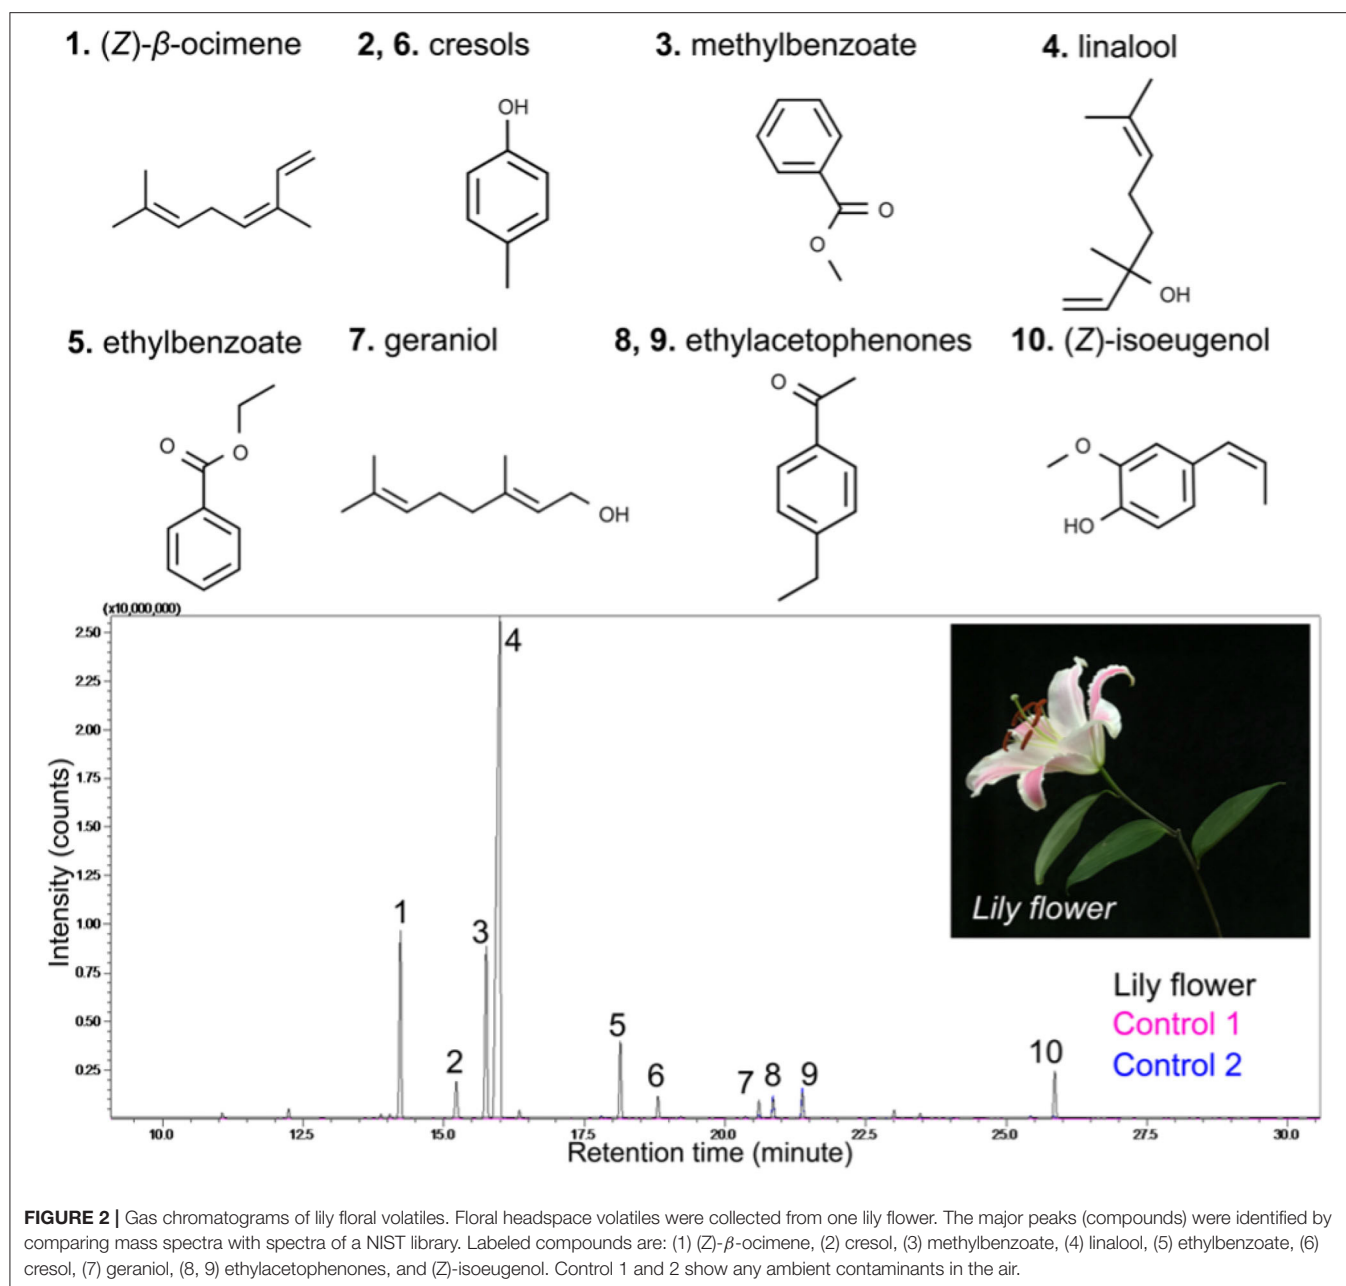 1. (Z)-β-ocimene 2, 6. cresols 3. methylbenzoate 4. linalool
OH
O
O
OH
5. ethylbenzoate 7. geraniol 8, 9. ethylacetophenones 10. (Z)-isoeugenol
O
O
OH
O
O
HO
(x10,000,000)
2.50
2.25
2.00
1.75
1.50
1.25
1.00
0.75
0.50
0.25
Intensity (counts)
1
2
3
4
5
6
7
8
9
10
Lily flower
Lily flower
Control 1
Control 2
10.0 12.5 15.0 17.5 20.0 22.5 25.0 27.5 30.0
Retention time (minute)
FIGURE 2 | Gas chromatograms of lily floral volatiles. Floral headspace volatiles were collected from one lily flower. The major peaks (compounds) were identified by
comparing mass spectra with spectra of a NIST library. Labeled compounds are: (1) (Z)-β-ocimene, (2) cresol, (3) methylbenzoate, (4) linalool, (5) ethylbenzoate, (6)
cresol, (7) geraniol, (8, 9) ethylacetophenones, and (Z)-isoeugenol. Control 1 and 2 show any ambient contaminants in the air.